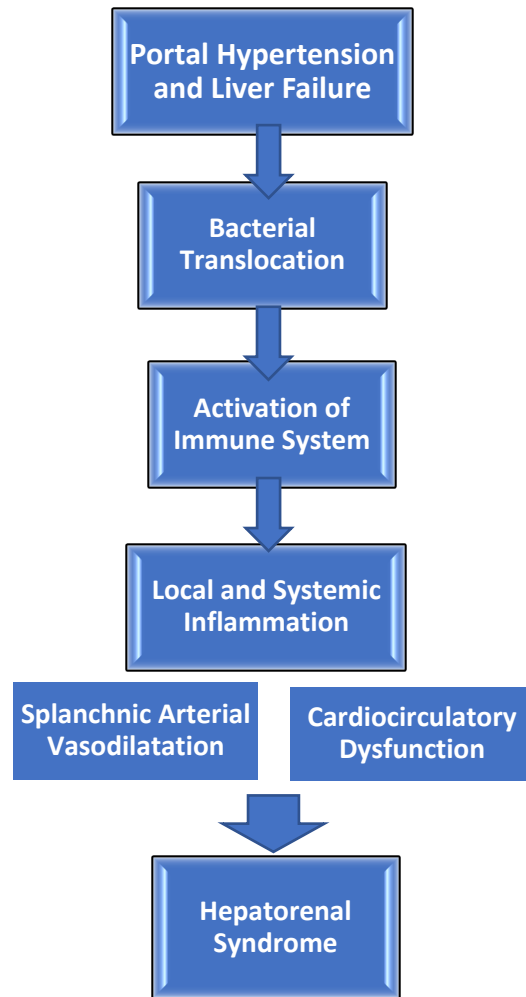 Portal Hypertension
and Liver Failure
Bacterial
Translocation
Activation of
Immune System
Local and Systemic
Inflammation
Splanchnic Arterial
Vasodilatation
Cardiocirculatory
Dysfunction
Hepatorenal
Syndrome